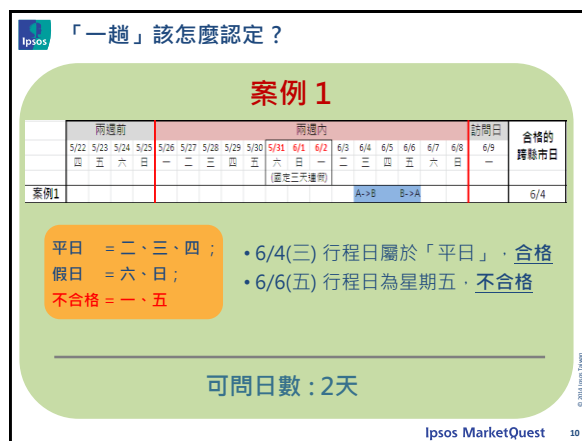 Ipsos
「一趟」該怎麼認定？
案例 1
兩週前 兩週內 訪問日 合格的
跨縣市日
5/22 5/23 5/24 5/25 5/26 5/27 5/28 5/29 5/30 5/31 6/1 6/2 6/3 6/4 6/5 6/6 6/7 6/8 6/9
四 五 六 日 一 二 三 四 五 六 日 一 二 三 四 五 六 日 一
(國定三天連假)
案例1 A->B B->A 6/4
平日 = 二、三、四；
假日 = 六、日；
不合格 = 一、五
• 6/4(三) 行程日屬於「平日」，合格
• 6/6(五) 行程日為星期五，不合格
可問日數 : 2天
© 2014 Ipsos Taiwan
Ipsos MarketQuest 10